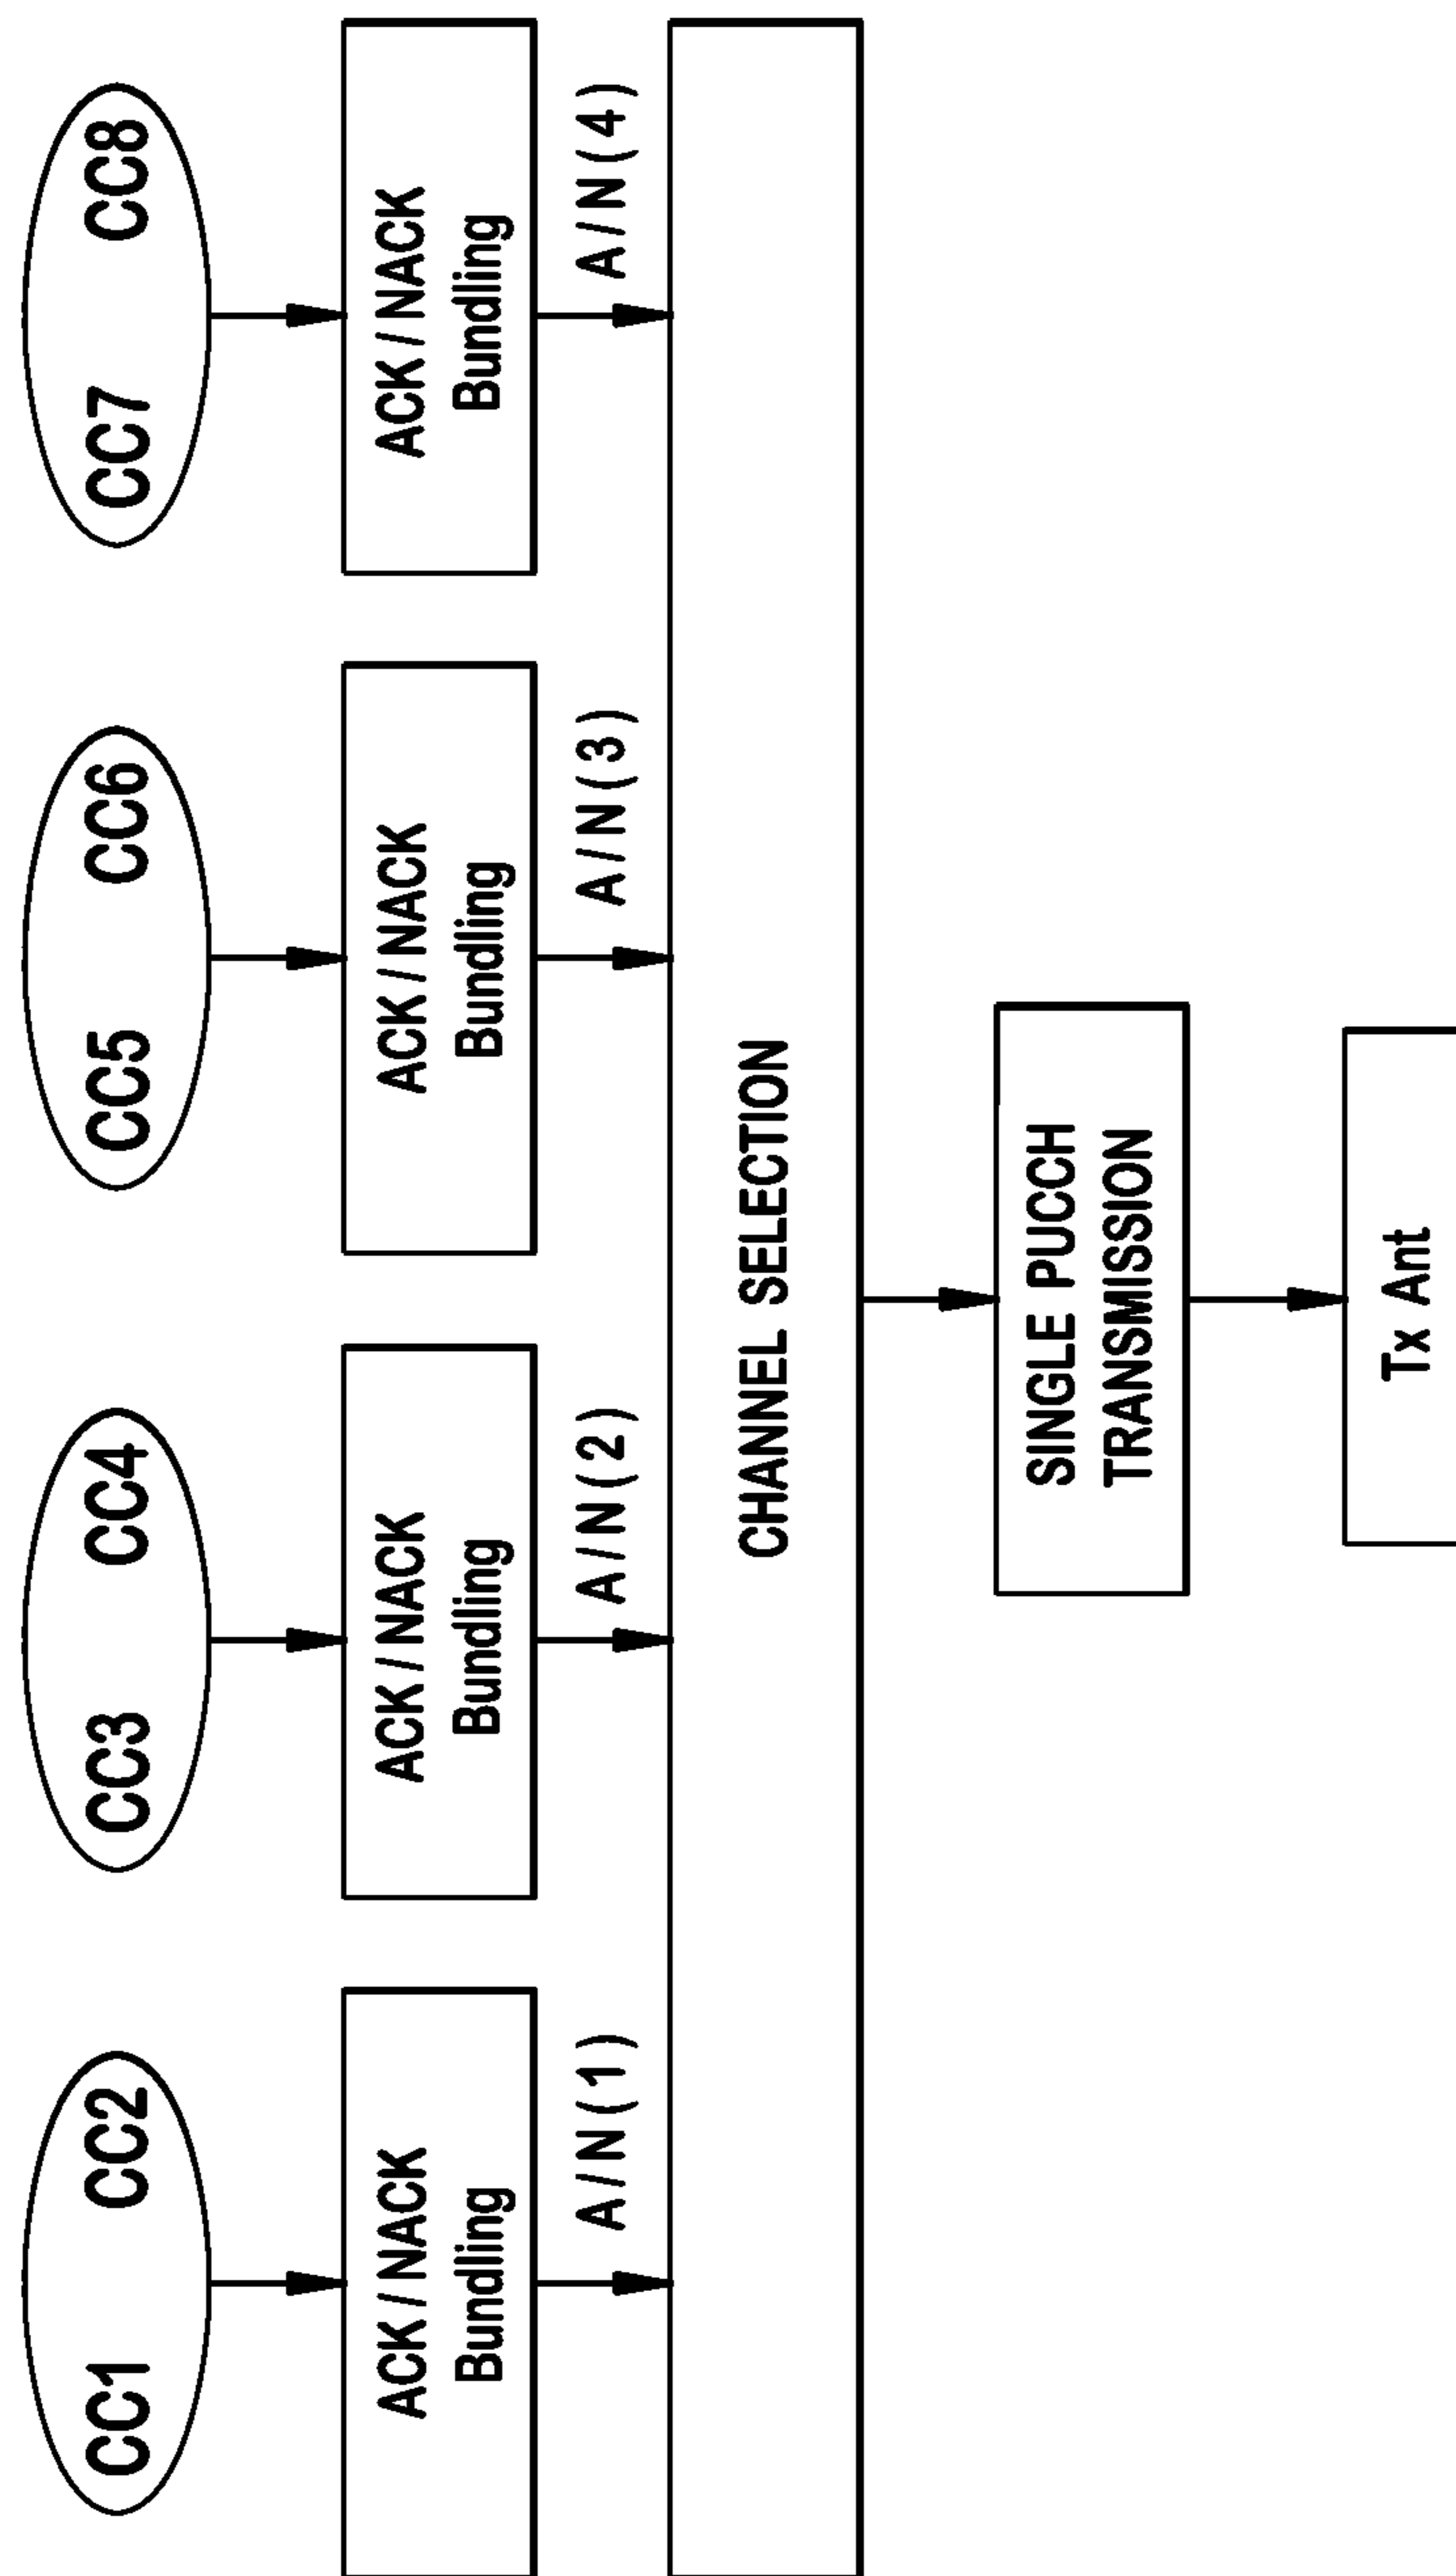 CC1 CC2
CC3 CC4
CC5 CC6
CC7 CC8
ACK / NACK
Bundling
ACK / NACK
Bundling
ACK / NACK
Bundling
ACK / NACK
Bundling
A / N ( 1 )
A / N ( 2 )
A / N ( 3 )
A / N ( 4 )
CHANNEL SELECTION
SINGLE PUCCH
TRANSMISSION
Tx Ant